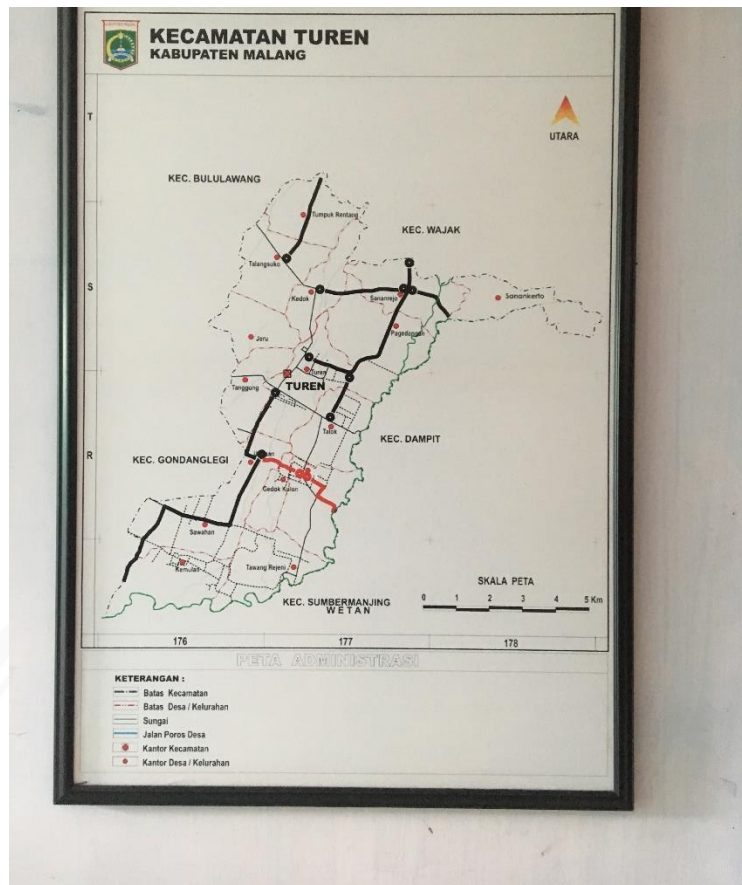 KECAMATAN TUREN
KABUPATEN MALANG
T
UTARA
KEC. BULULAWANG
Tumpuk Rentang
KEC. WAJAK
Talangsuko
S
Kedok
Sananrejo
Sanankerto
Pagedangan
Jeru
Turen
TUREN
Tanggung
Talok
KEC. DAMPIT
R
KEC. GONDANGLEGI
Gedok Kulon
Sawahan
Kemulan
Tawang Rejeni
SKALA PETA
0 1 2 3 4 5 Km
KEC. SUMBERMANJING
WETAN
176 177 178
PETA ADMINISTRASI
KETERANGAN :
Batas Kecamatan
Batas Desa / Kelurahan
Sungai
Jalan Poros Desa
Kantor Kecamatan
Kantor Desa / Kelurahan